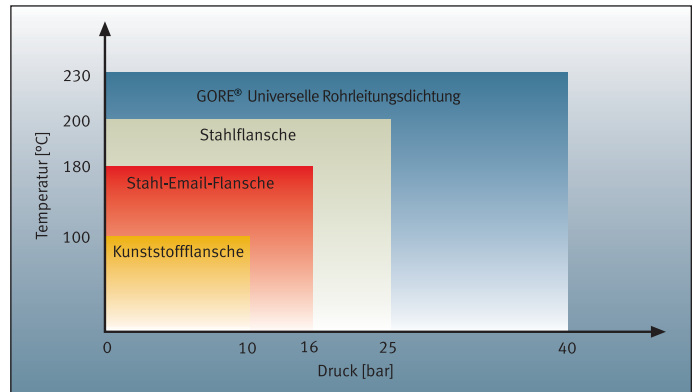 230
GORE® Universelle Rohrleitungsdichtung
200
Stahlflansche
180
Stahl-Email-Flansche
Temperatur [ºC]
100
Kunststoffflansche
0 10 16 25 40
Druck [bar]